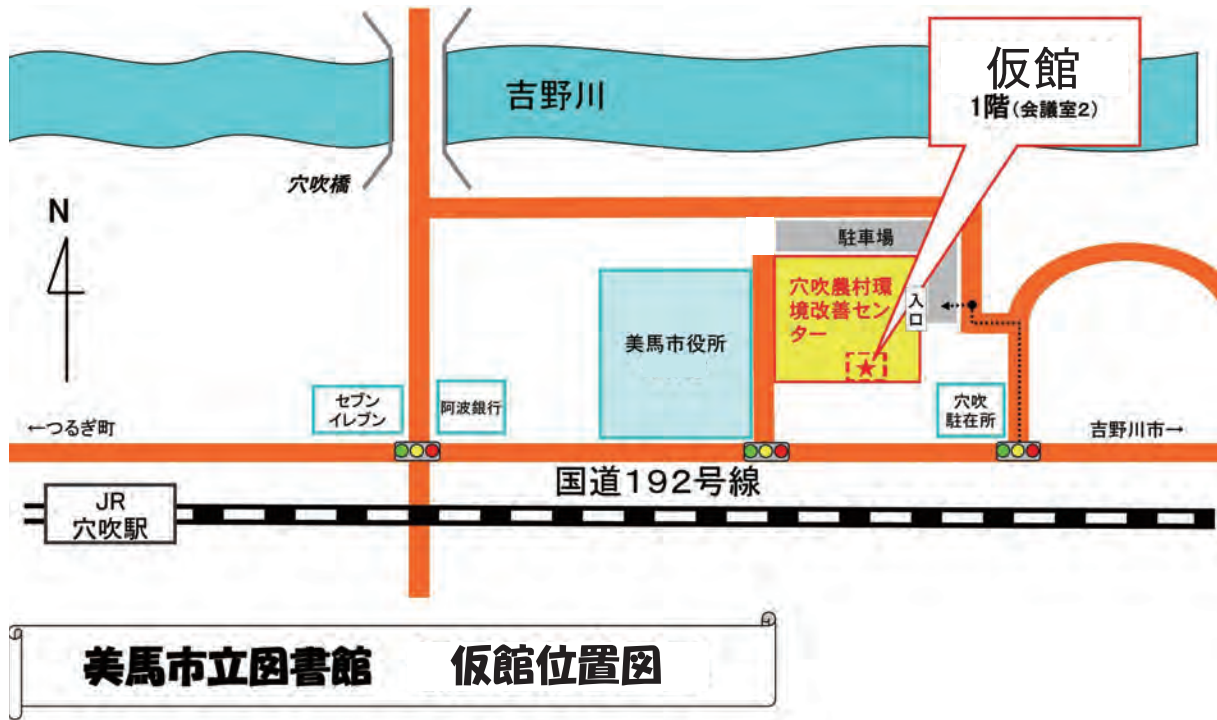 仮館
1階(会議室2)
吉野川
穴吹橋
N
駐車場
穴吹農村環
境改善セン
ター
入
口
美馬市役所
セブン
イレブン
阿波銀行
穴吹
駐在所
←つるぎ町
吉野川市→
国道192号線
JR
穴吹駅
美馬市立図書館 仮館位置図